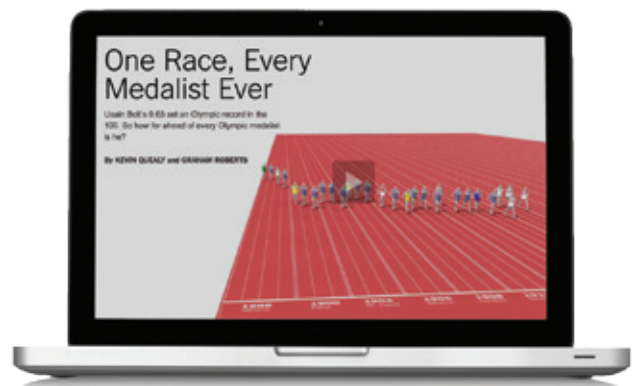 One Race, Every
Medalist Ever
Usain Bolt's 9.63 set an Olympic record in the
100. So how far ahead of every Olympic medalist
is he?
By KEVIN QUEALY and GRAHAM ROBERTS